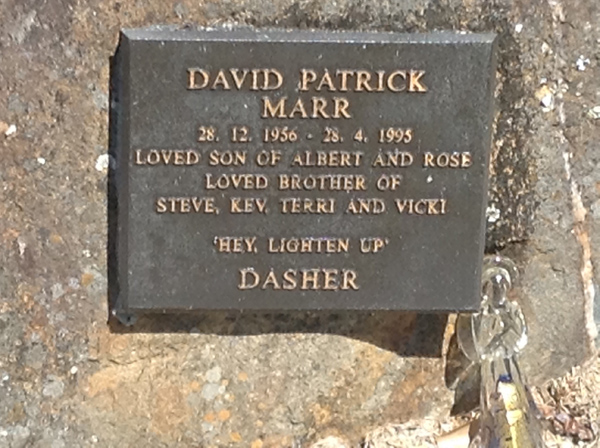 DAVID PATRICK
MARR
28. 12. 1956 - 28. 4. 1995
LOVED SON OF ALBERT AND ROSE
LOVED BROTHER OF
STEVE, KEV, TERRI AND VICKI
'HEY, LIGHTEN UP'
DASHER